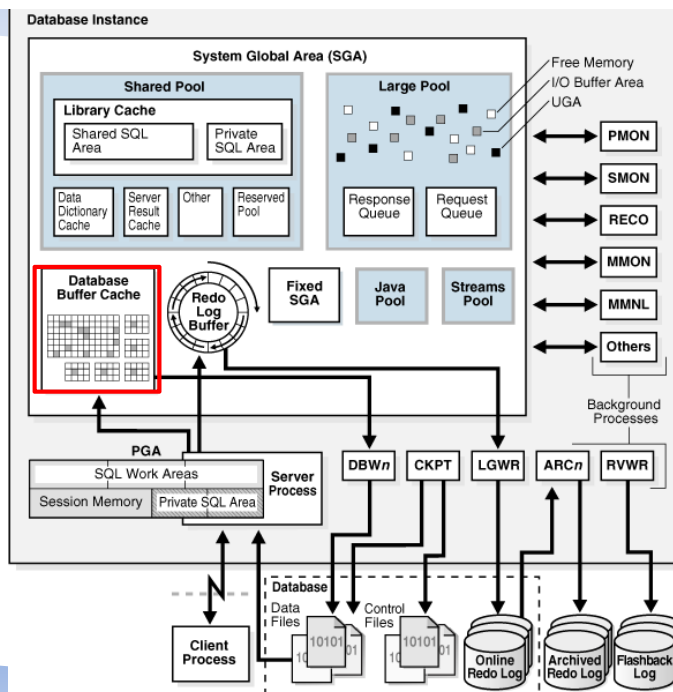 Database Instance
System Global Area (SGA)
Shared Pool
Library Cache
Shared SQL
Area
Private
SQL Area
Data
Dictionary
Cache
Server
Result
Cache
Other
Reserved
Pool
Large Pool
Response
Queue
Request
Queue
Free Memory
I/O Buffer Area
UGA
PMON
SMON
RECO
MMON
MMNL
Others
Background
Processes
Database
Buffer Cache
Redo
Log
Buffer
Fixed
SGA
Java
Pool
Streams
Pool
PGA
SQL Work Areas
Session Memory
Private SQL Area
Server
Process
DBWn
CKPT
LGWR
ARCn
RVWR
Client
Process
Database
Data
Files
10101
10
01
Control
Files
10101
10
01
Online
Redo Log
Archived
Redo Log
Flashback
Log